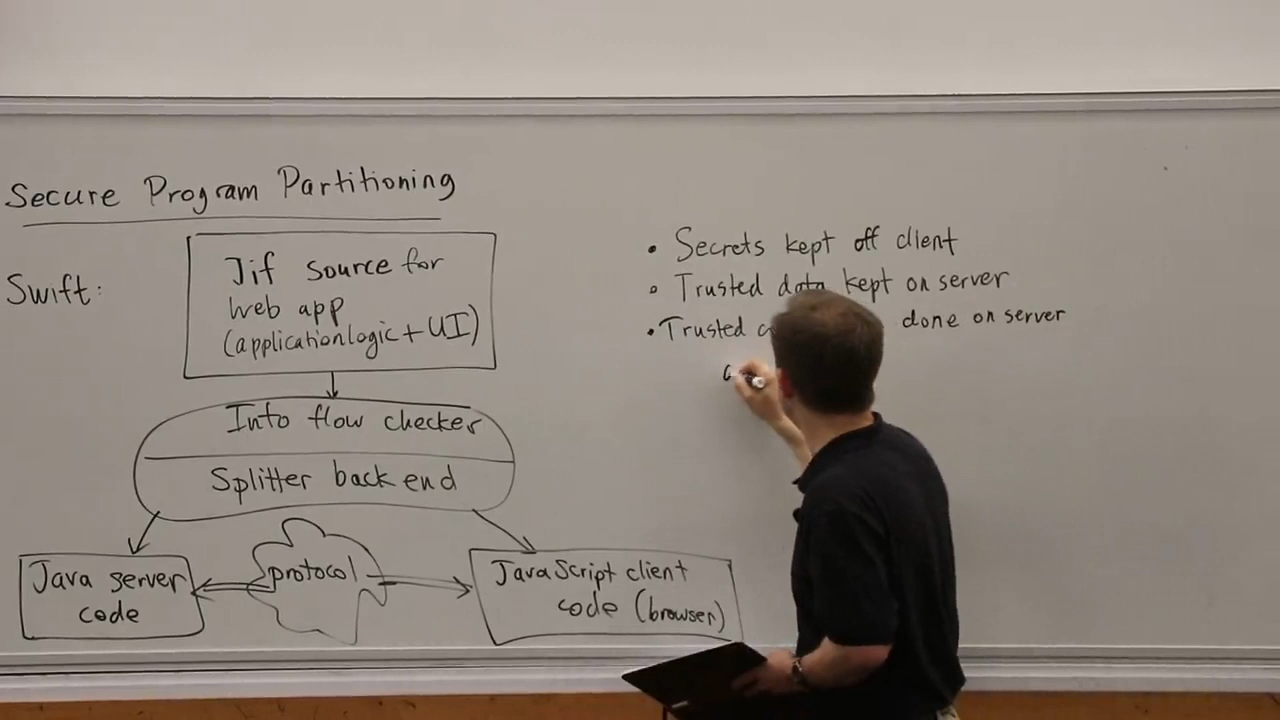 Secure Program Partitioning
Swift:
Jif source for
web app
(application logic + UI)
Info flow checker
Splitter back end
Java server
code
protocol
JavaScript client
code (browser)
• Secrets kept off client
• Trusted data kept on server
• Trusted done on server